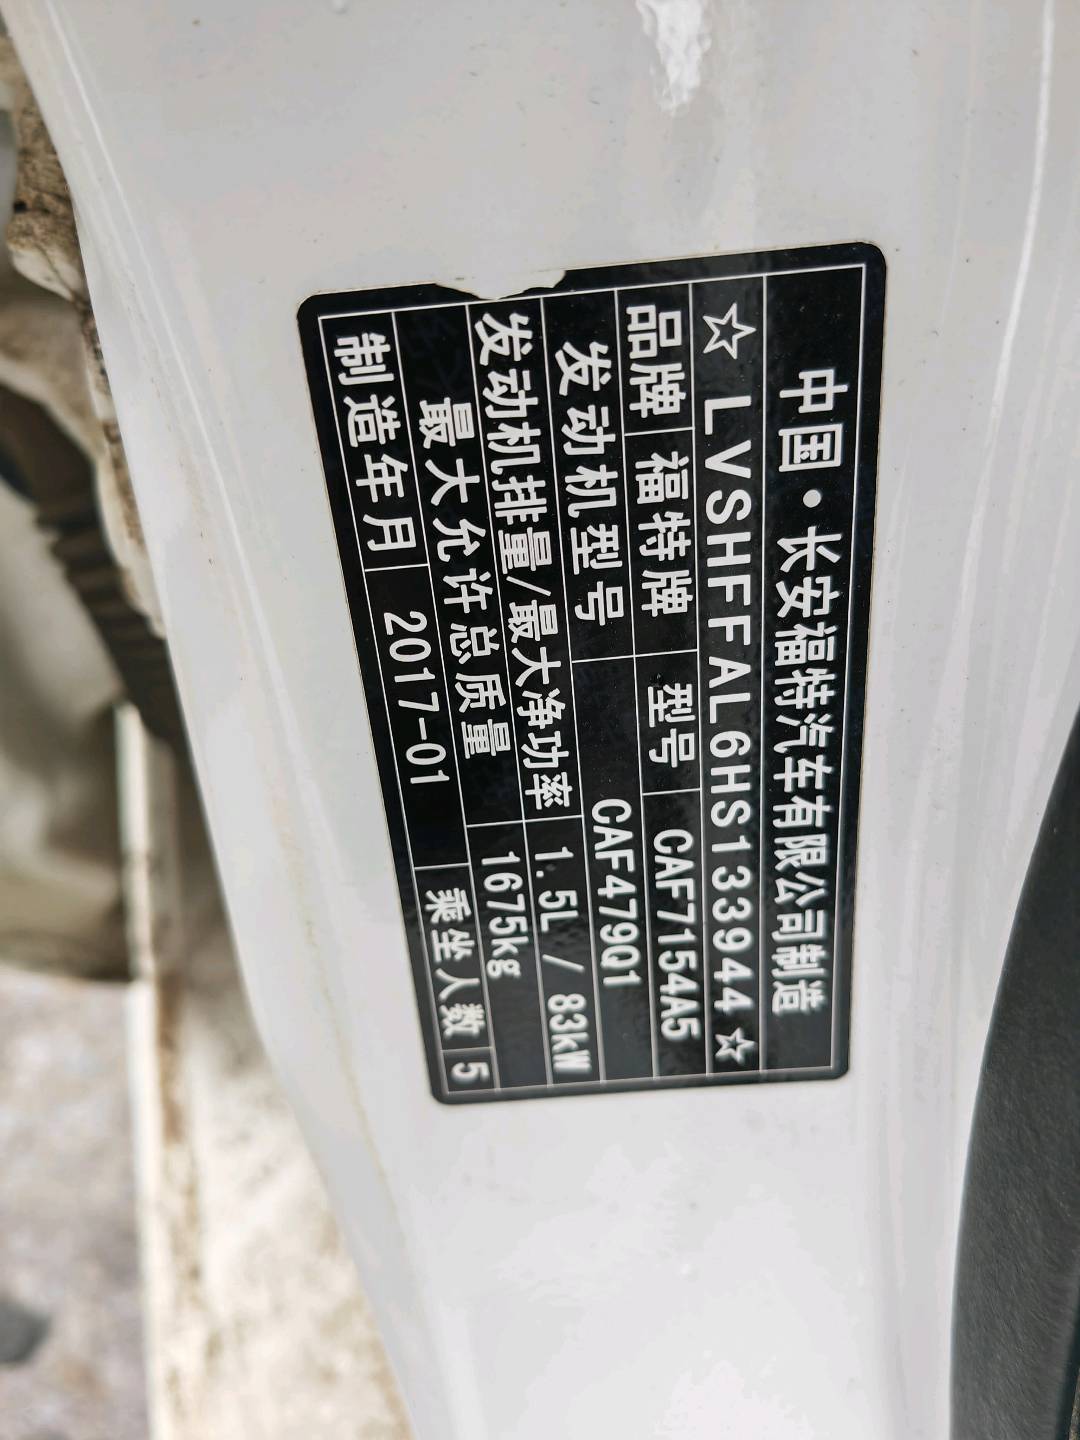 中国·长安福特汽车有限公司制造
☆LVSHFFAL6HS133944☆
品牌 福特牌 型号 CAF7154A5
发动机型号 CAF479Q1
发动机排量/最大净功率 1.5L / 83kW
最大允许总质量 1675kg
制造年月 2017-01 乘坐人数 5